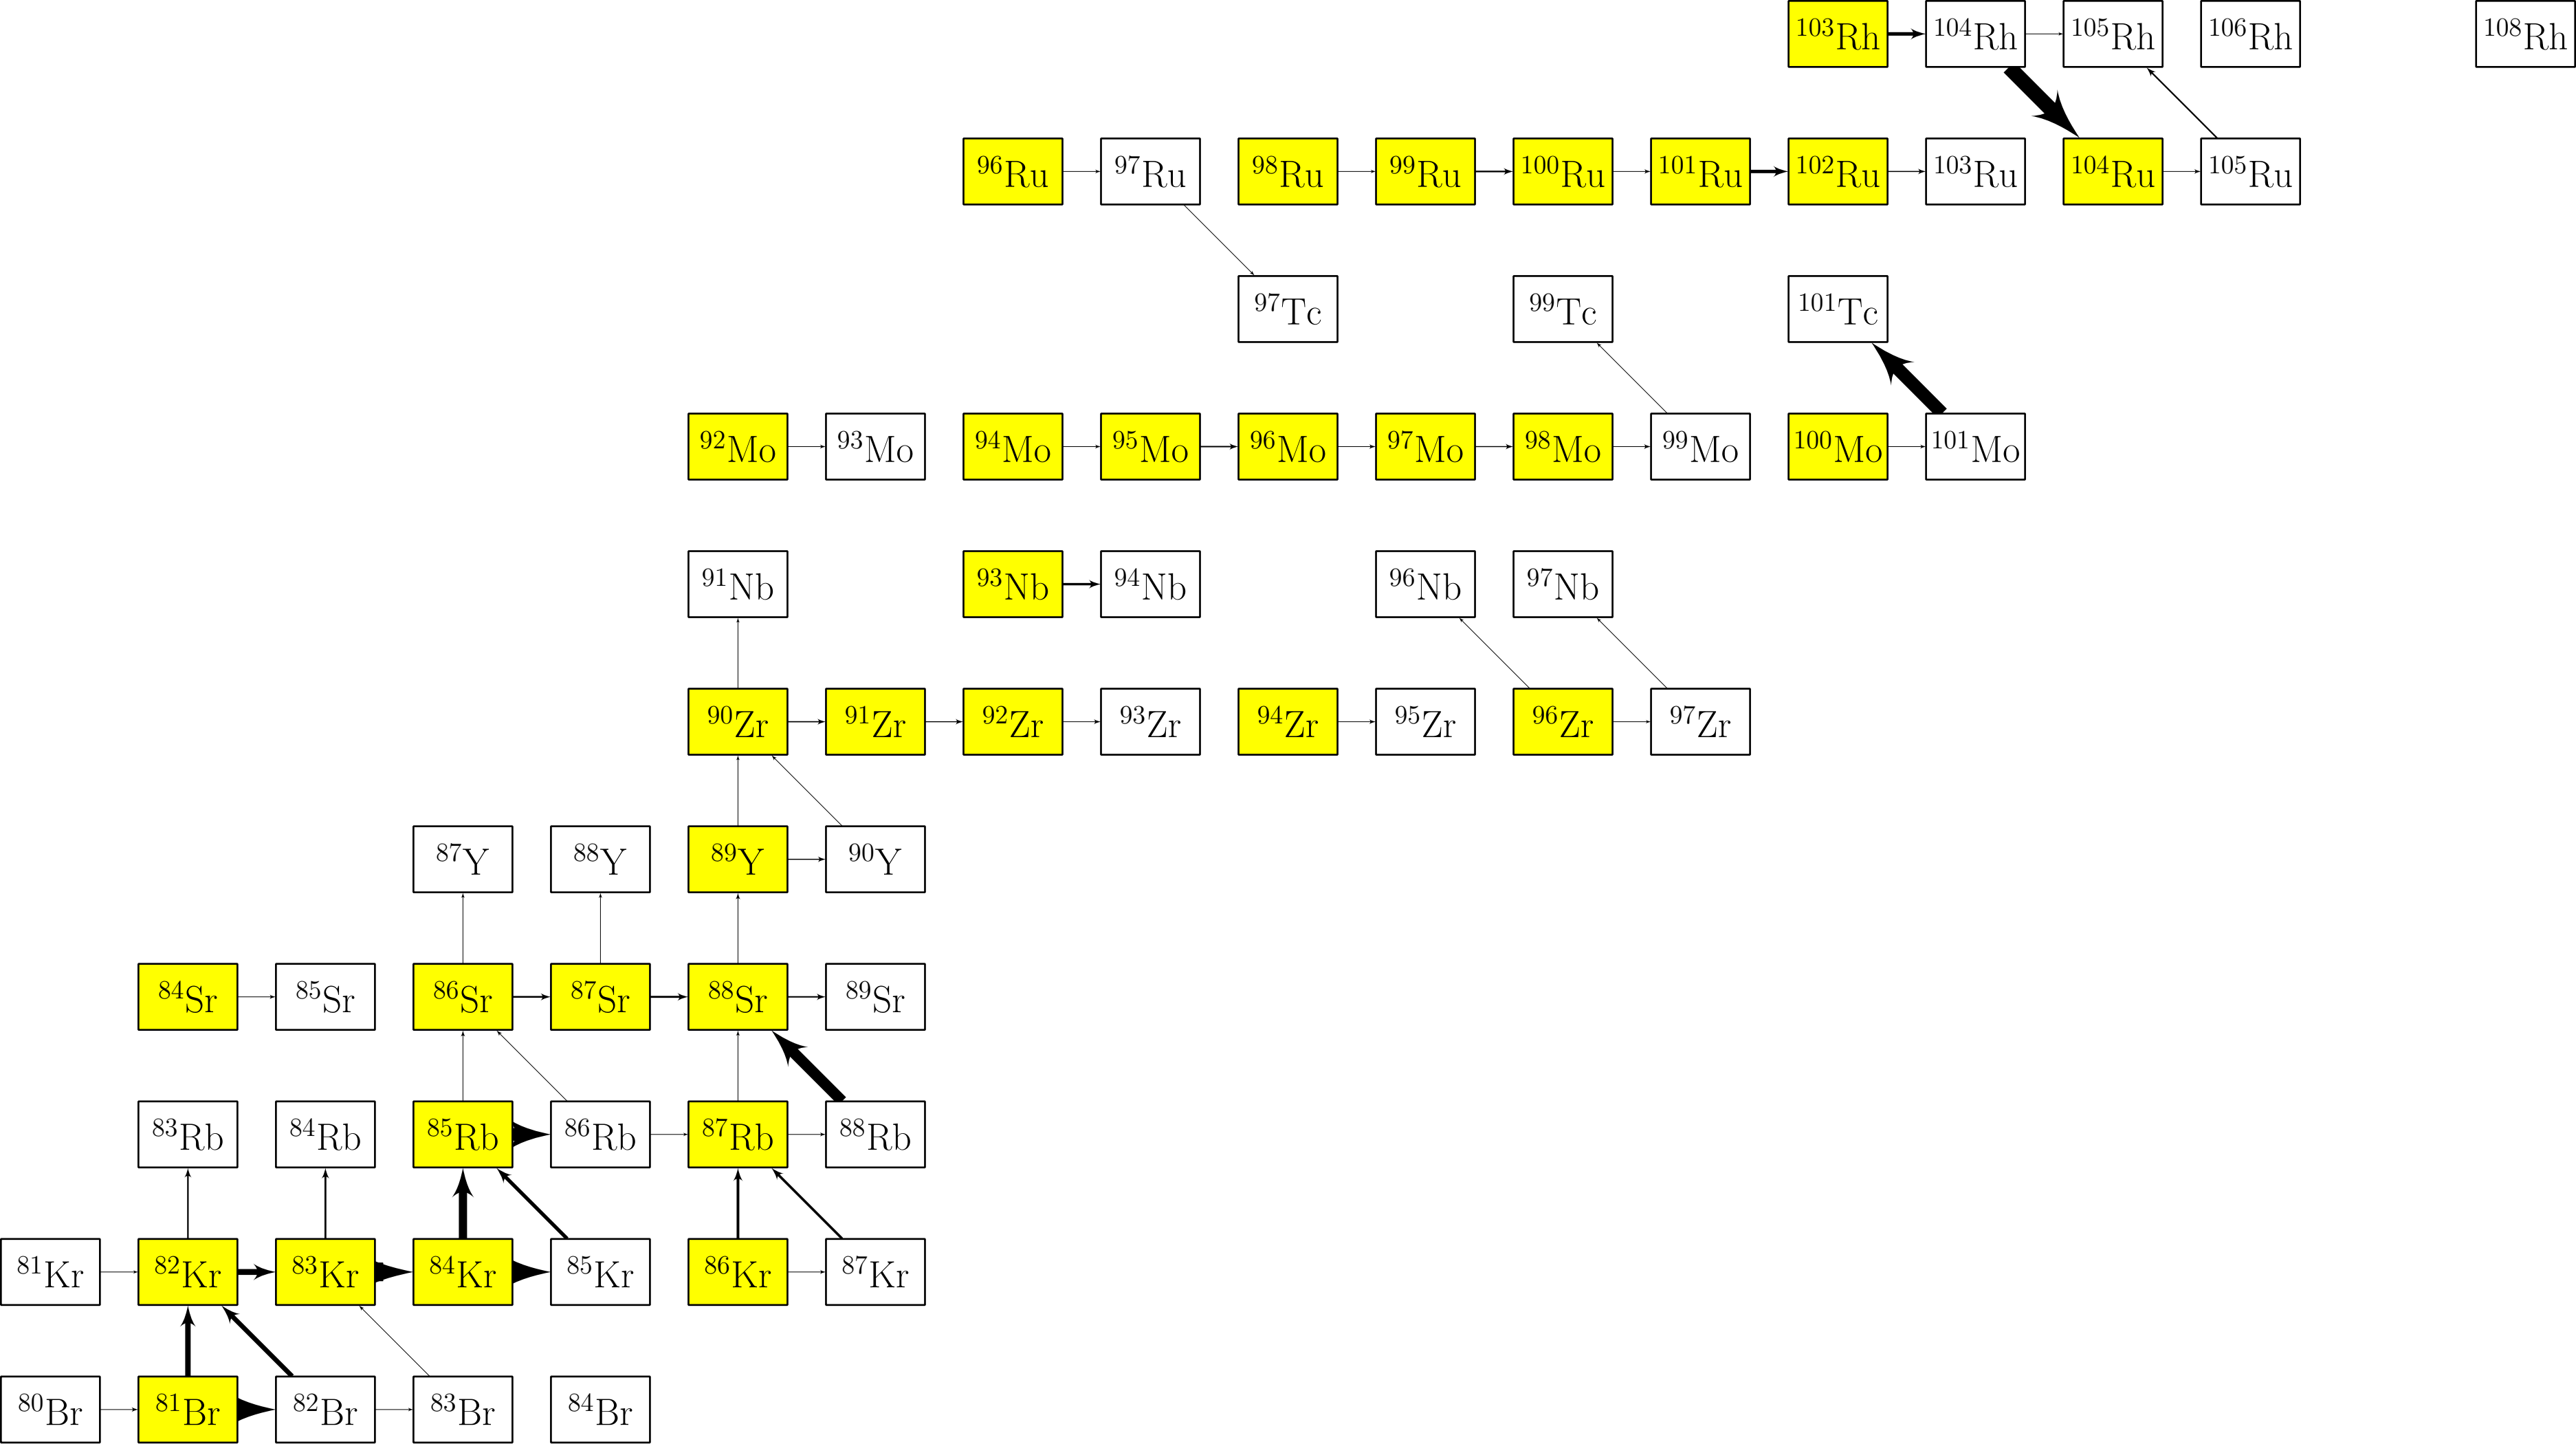 ¹⁰³Rh ¹⁰⁴Rh ¹⁰⁵Rh ¹⁰⁶Rh ¹⁰⁸Rh
⁹⁶Ru ⁹⁷Ru ⁹⁸Ru ⁹⁹Ru ¹⁰⁰Ru ¹⁰¹Ru ¹⁰²Ru ¹⁰³Ru ¹⁰⁴Ru ¹⁰⁵Ru
⁹⁷Tc ⁹⁹Tc ¹⁰¹Tc
⁹²Mo ⁹³Mo ⁹⁴Mo ⁹⁵Mo ⁹⁶Mo ⁹⁷Mo ⁹⁸Mo ⁹⁹Mo ¹⁰⁰Mo ¹⁰¹Mo
⁹¹Nb ⁹³Nb ⁹⁴Nb ⁹⁶Nb ⁹⁷Nb
⁹⁰Zr ⁹¹Zr ⁹²Zr ⁹³Zr ⁹⁴Zr ⁹⁵Zr ⁹⁶Zr ⁹⁷Zr
⁸⁷Y ⁸⁸Y ⁸⁹Y ⁹⁰Y
⁸⁴Sr ⁸⁵Sr ⁸⁶Sr ⁸⁷Sr ⁸⁸Sr ⁸⁹Sr
⁸³Rb ⁸⁴Rb ⁸⁵Rb ⁸⁶Rb ⁸⁷Rb ⁸⁸Rb
⁸¹Kr ⁸²Kr ⁸³Kr ⁸⁴Kr ⁸⁵Kr ⁸⁶Kr ⁸⁷Kr
⁸⁰Br ⁸¹Br ⁸²Br ⁸³Br ⁸⁴Br